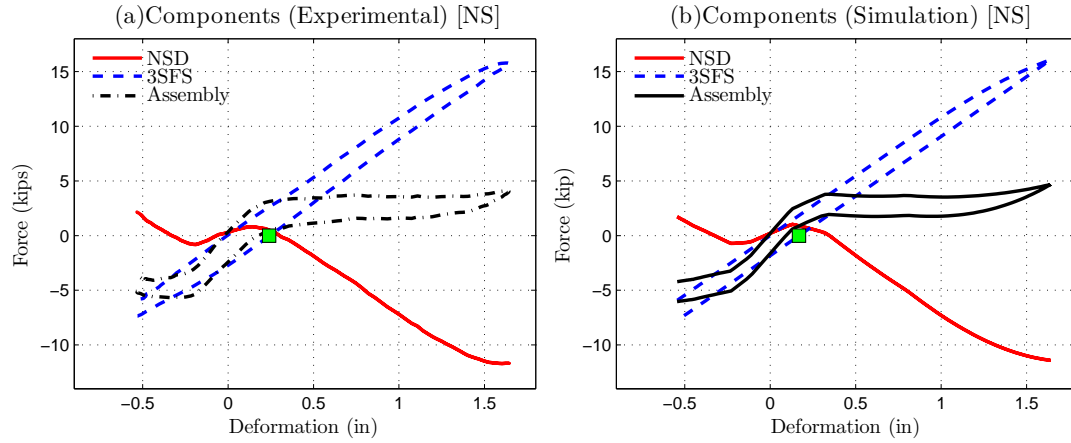 (a)Components (Experimental) [NS]
NSD
3SFS
Assembly
15
10
5
0
−5
−10
Force (kips)
−0.5
0
0.5
1
1.5
Deformation (in)
(b)Components (Simulation) [NS]
NSD
3SFS
Assembly
15
10
5
0
−5
−10
Force (kip)
−0.5
0
0.5
1
1.5
Deformation (in)